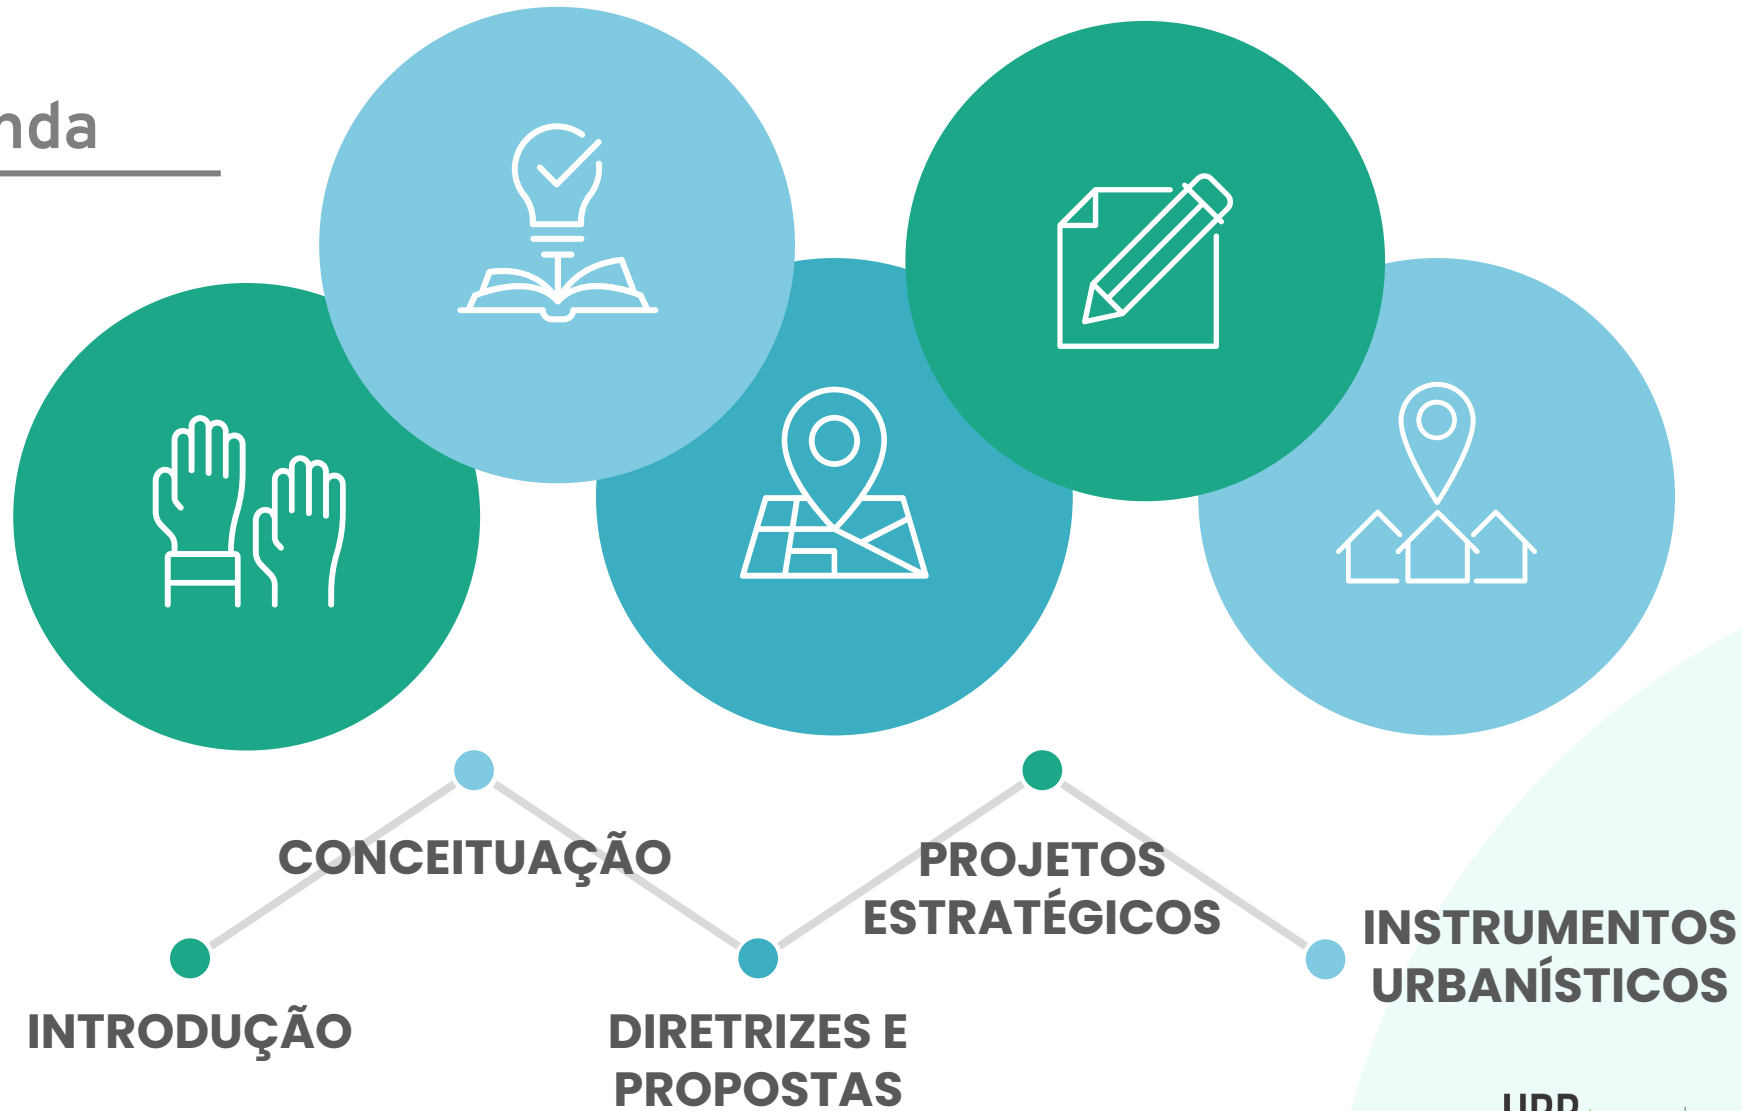 nda
CONCEITUAÇÃO
PROJETOS
ESTRATÉGICOS
INSTRUMENTOS
URBANÍSTICOS
INTRODUÇÃO
DIRETRIZES E
PROPOSTAS